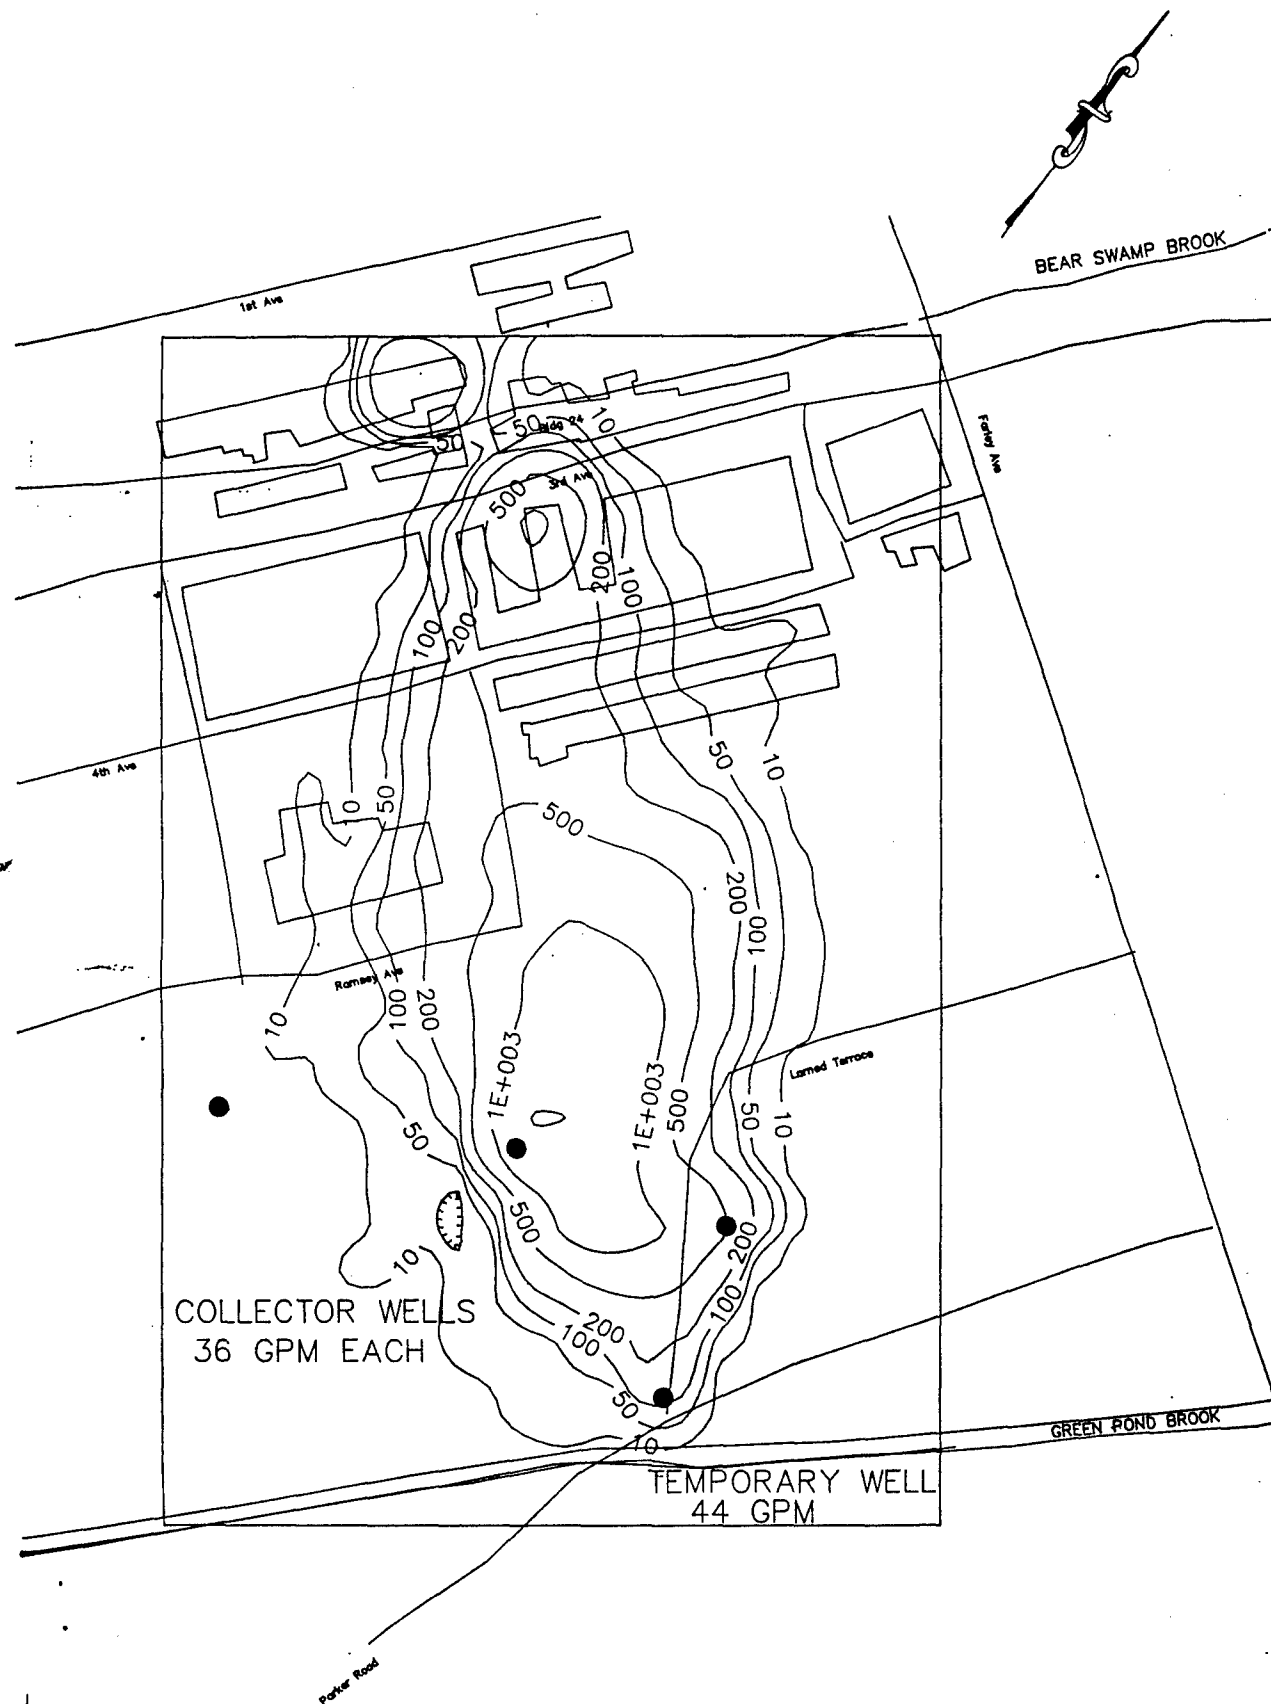 BEAR SWAMP BROOK
1st Ave
50
50
Bldg 24
10
Farley Ave
3rd Ave
500
200
100
100
200
50
10
4th Ave
0
50
500
200
100
Ramsey Ave
10
100
200
1E+003
1E+003
500
Larned Terrace
50
10
50
500
200
10
100
COLLECTOR WELLS
36 GPM EACH
200
100
50
GREEN POND BROOK
10
TEMPORARY WELL
44 GPM
Parker Road